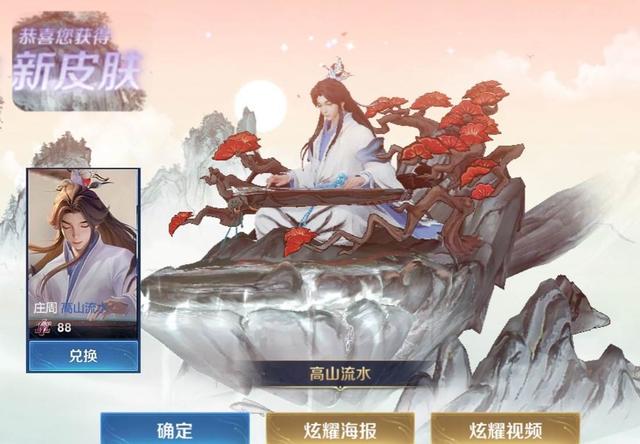 恭喜您获得
新皮肤
庄周 高山流水
88
兑换
高山流水
确定
炫耀海报
炫耀视频